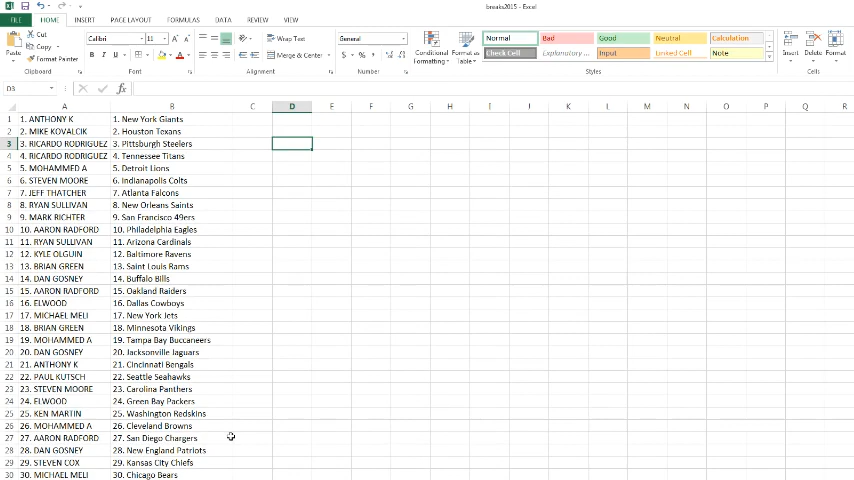 breaks2015 - Excel
FILE HOME INSERT PAGE LAYOUT FORMULAS DATA REVIEW VIEW
Cut
Copy
Format Painter
Paste
Clipboard
Calibri 11
B I U
Font
Wrap Text
Merge & Center
Alignment
General
$ % ,
Number
Conditional Formatting
Format as Table
Normal Bad Good Neutral Calculation
Check Cell Explanatory ... Input Linked Cell Note
Styles
Insert Delete Format
Cells
D3 fx
A B C D E F G H I J K L M N O P Q R
1 1. ANTHONY K 1. New York Giants
2 2. MIKE KOVALCIK 2. Houston Texans
3 3. RICARDO RODRIGUEZ 3. Pittsburgh Steelers
4 4. RICARDO RODRIGUEZ 4. Tennessee Titans
5 5. MOHAMMED A 5. Detroit Lions
6 6. STEVEN MOORE 6. Indianapolis Colts
7 7. JEFF THATCHER 7. Atlanta Falcons
8 8. RYAN SULLIVAN 8. New Orleans Saints
9 9. MARK RICHTER 9. San Francisco 49ers
10 10. AARON RADFORD 10. Philadelphia Eagles
11 11. RYAN SULLIVAN 11. Arizona Cardinals
12 12. KYLE OLGUIN 12. Baltimore Ravens
13 13. BRIAN GREEN 13. Saint Louis Rams
14 14. DAN GOSNEY 14. Buffalo Bills
15 15. AARON RADFORD 15. Oakland Raiders
16 16. ELWOOD 16. Dallas Cowboys
17 17. MICHAEL MELI 17. New York Jets
18 18. BRIAN GREEN 18. Minnesota Vikings
19 19. MOHAMMED A 19. Tampa Bay Buccaneers
20 20. DAN GOSNEY 20. Jacksonville Jaguars
21 21. ANTHONY K 21. Cincinnati Bengals
22 22. PAUL KUTSCH 22. Seattle Seahawks
23 23. STEVEN MOORE 23. Carolina Panthers
24 24. ELWOOD 24. Green Bay Packers
25 25. KEN MARTIN 25. Washington Redskins
26 26. MOHAMMED A 26. Cleveland Browns
27 27. AARON RADFORD 27. San Diego Chargers
28 28. DAN GOSNEY 28. New England Patriots
29 29. STEVEN COX 29. Kansas City Chiefs
30 30. MICHAEL MELI 30. Chicago Bears